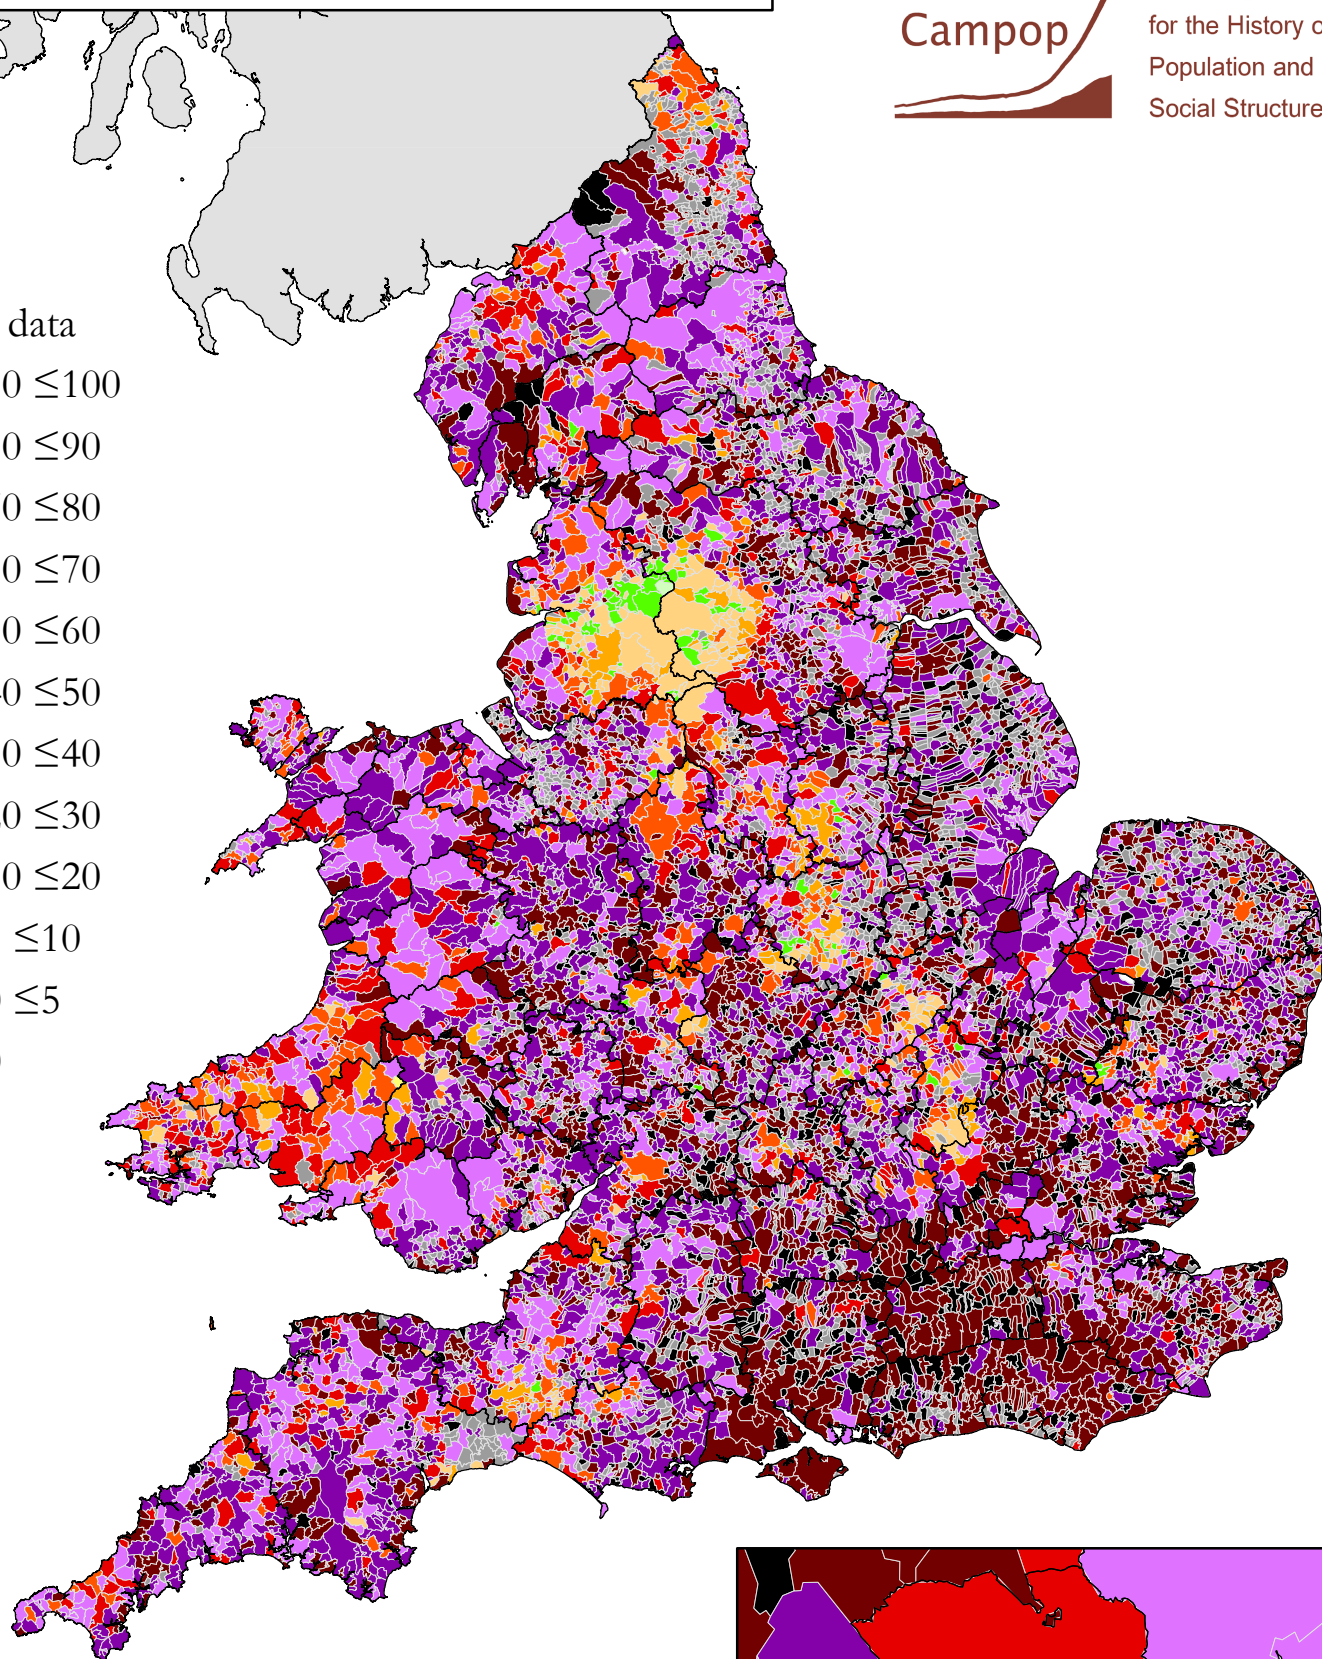 Campop
for the History o
Population and
Social Structure
data
0 ≤100
0 ≤90
0 ≤80
0 ≤70
0 ≤60
0 ≤50
0 ≤40
0 ≤30
0 ≤20
≤10
≤5